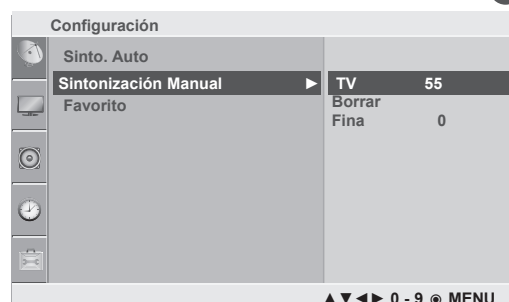 Configuración
Sinto. Auto
Sintonización Manual ► TV 55
Favorito
Borrar
Fina 0
▲▼◄► 0 - 9 ◉ MENU